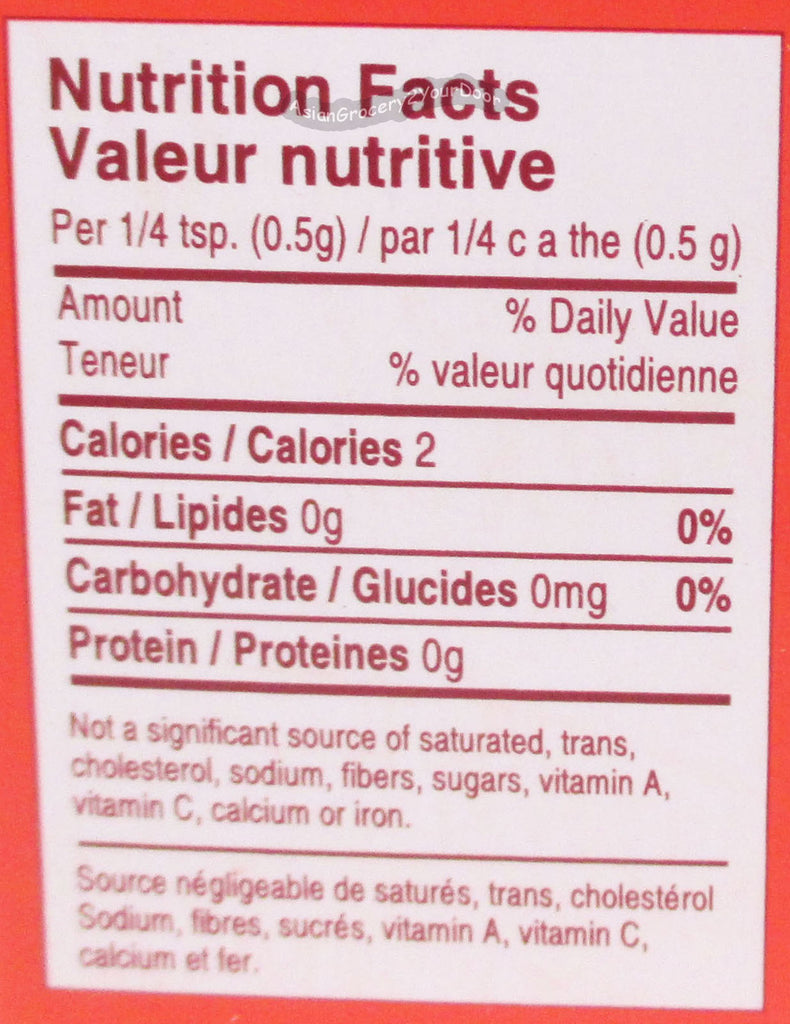 Nutrition Facts
AsianGrocery2YourDoor
Valeur nutritive
Per 1/4 tsp. (0.5g) / par 1/4 c a the (0.5 g)
Amount % Daily Value
Teneur % valeur quotidienne
Calories / Calories 2
Fat / Lipides 0g 0%
Carbohydrate / Glucides 0mg 0%
Protein / Proteines 0g
Not a significant source of saturated, trans,
cholesterol, sodium, fibers, sugars, vitamin A,
vitamin C, calcium or iron.
Source négligeable de saturés, trans, cholestérol
Sodium, fibres, sucrés, vitamin A, vitamin C,
calcium et fer.